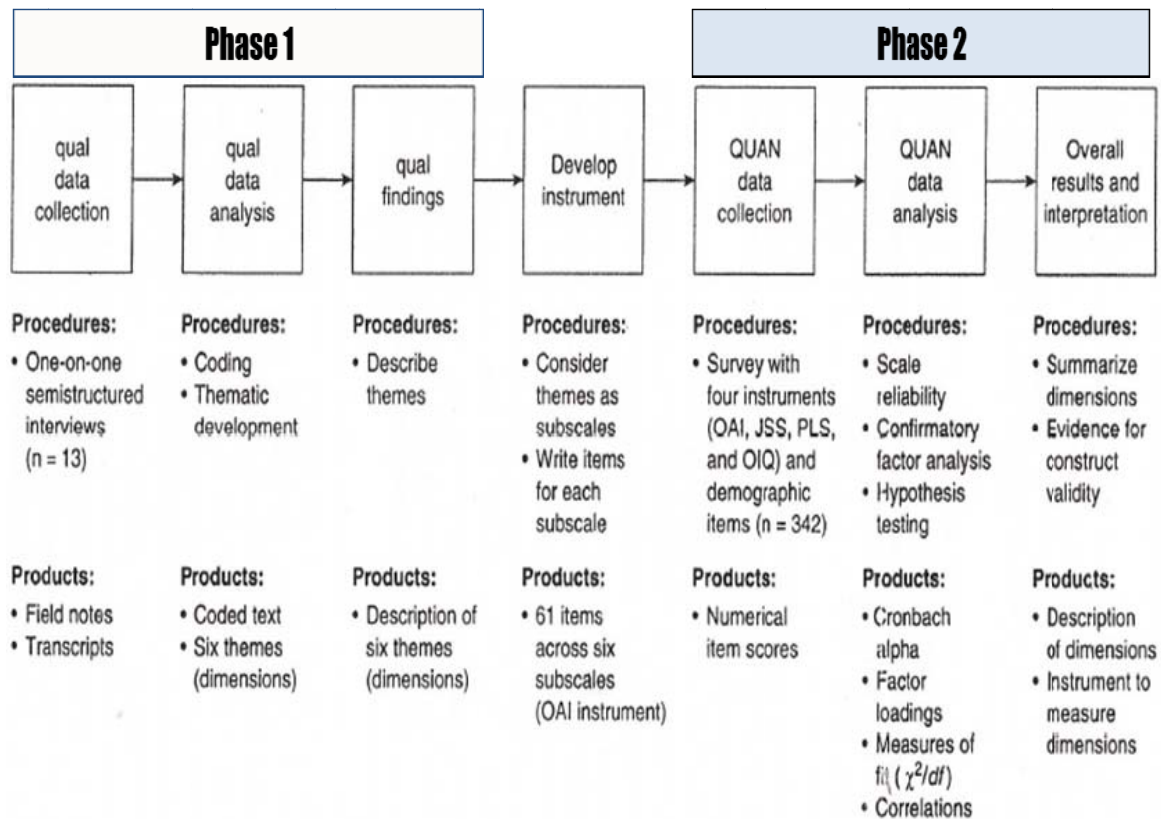 Phase 1
Phase 2
qual
data
collection
qual
data
analysis
qual
findings
Develop
instrument
QUAN
data
collection
QUAN
data
analysis
Overall
results and
interpretation
Procedures:
• One-on-one
semistructured
interviews
(n = 13)
Procedures:
• Coding
• Thematic
development
Procedures:
• Describe
themes
Procedures:
• Consider
themes as
subscales
• Write items
for each
subscale
Procedures:
• Survey with
four instruments
(OAI, JSS, PLS,
and OIQ) and
demographic
items (n = 342)
Procedures:
• Scale
reliability
• Confirmatory
factor analysis
• Hypothesis
testing
Procedures:
• Summarize
dimensions
• Evidence for
construct
validity
Products:
• Field notes
• Transcripts
Products:
• Coded text
• Six themes
(dimensions)
Products:
• Description of
six themes
(dimensions)
Products:
• 61 items
across six
subscales
(OAI instrument)
Products:
• Numerical
item scores
Products:
• Cronbach
alpha
• Factor
loadings
• Measures of
fit ( χ²/df)
• Correlations
Products:
• Description
of dimensions
• Instrument to
measure
dimensions